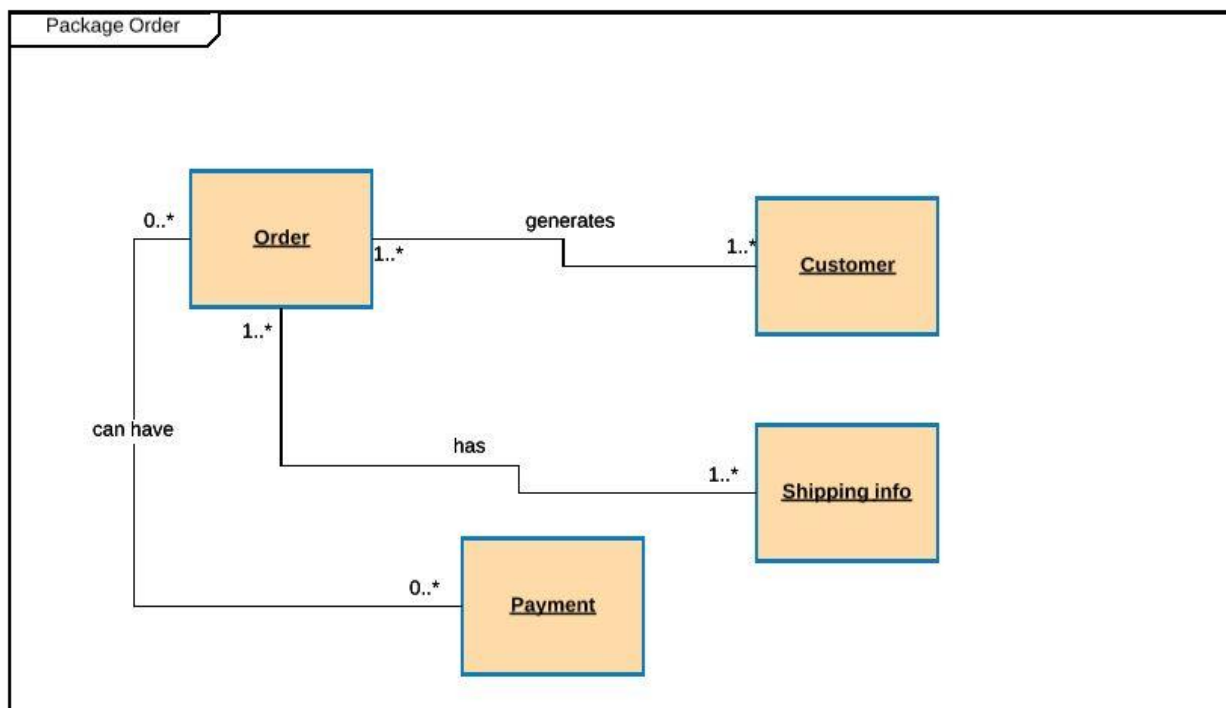 Package Order
0..*
Order
generates
1..*
1..*
Customer
1..*
can have
has
1..*
Shipping info
0..*
Payment